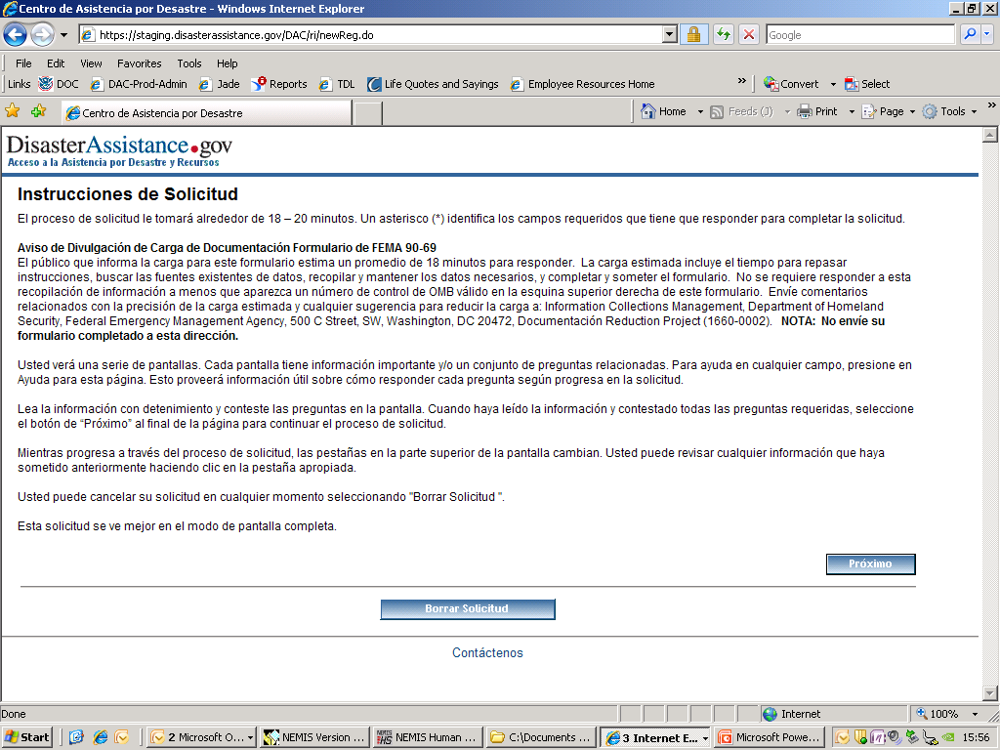 Centro de Asistencia por Desastre - Windows Internet Explorer
https://staging.disasterassistance.gov/DAC/ri/newReg.do
Google
File Edit View Favorites Tools Help
Links DOC DAC-Prod-Admin Jade Reports TDL Life Quotes and Sayings Employee Resources Home » Convert Select
Centro de Asistencia por Desastre Home Feeds (J) Print Page Tools »
DisasterAssistance.gov
Acceso a la Asistencia por Desastre y Recursos
Instrucciones de Solicitud
El proceso de solicitud le tomará alrededor de 18 – 20 minutos. Un asterisco (*) identifica los campos requeridos que tiene que responder para completar la solicitud.
Aviso de Divulgación de Carga de Documentación Formulario de FEMA 90-69
El público que informa la carga para este formulario estima un promedio de 18 minutos para responder. La carga estimada incluye el tiempo para repasar
instrucciones, buscar las fuentes existentes de datos, recopilar y mantener los datos necesarios, y completar y someter el formulario. No se requiere responder a esta
recopilación de información a menos que aparezca un número de control de OMB válido en la esquina superior derecha de este formulario. Envíe comentarios
relacionados con la precisión de la carga estimada y cualquier sugerencia para reducir la carga a: Information Collections Management, Department of Homeland
Security, Federal Emergency Management Agency, 500 C Street, SW, Washington, DC 20472, Documentación Reduction Project (1660-0002). NOTA: No envíe su
formulario completado a esta dirección.
Usted verá una serie de pantallas. Cada pantalla tiene información importante y/o un conjunto de preguntas relacionadas. Para ayuda en cualquier campo, presione en
Ayuda para esta página. Esto proveerá información útil sobre cómo responder cada pregunta según progresa en la solicitud.
Lea la información con detenimiento y conteste las preguntas en la pantalla. Cuando haya leído la información y contestado todas las preguntas requeridas, seleccione
el botón de “Próximo” al final de la página para continuar el proceso de solicitud.
Mientras progresa a través del proceso de solicitud, las pestañas en la parte superior de la pantalla cambian. Usted puede revisar cualquier información que haya
sometido anteriormente haciendo clic en la pestaña apropiada.
Usted puede cancelar su solicitud en cualquier momento seleccionando "Borrar Solicitud ".
Esta solicitud se ve mejor en el modo de pantalla completa.
Próximo
Borrar Solicitud
Contáctenos
Done Internet 100%
Start 2 Microsoft O... NEMIS Version ... NEMIS Human ... C:\Documents ... 3 Internet E... Microsoft Powe... 15:56